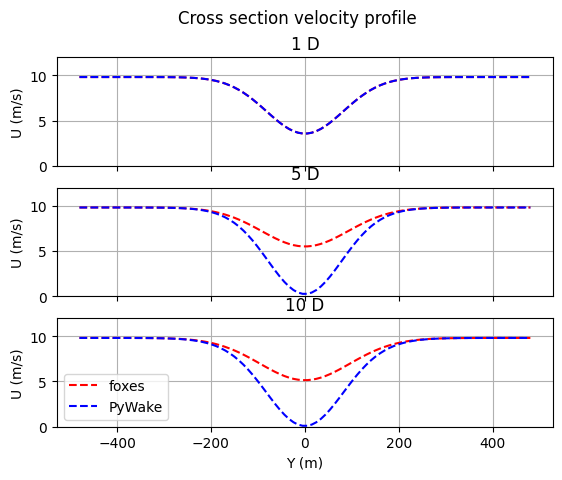 Cross section velocity profile
1 D
10
5
0
U (m/s)
5 D
10
5
0
U (m/s)
10 D
10
5
0
U (m/s)
foxes
PyWake
−400
−200
0
200
400
Y (m)